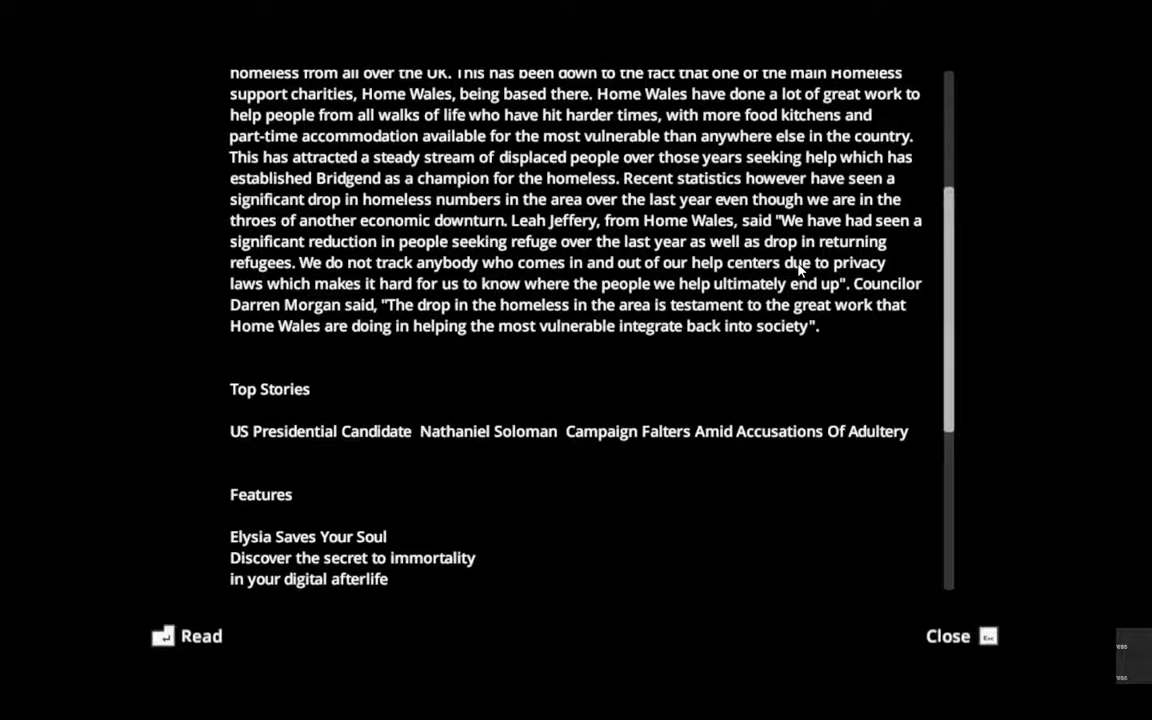 homeless from all over the UK. This has been down to the fact that one of the main Homeless
support charities, Home Wales, being based there. Home Wales have done a lot of great work to
help people from all walks of life who have hit harder times, with more food kitchens and
part-time accommodation available for the most vulnerable than anywhere else in the country.
This has attracted a steady stream of displaced people over those years seeking help which has
established Bridgend as a champion for the homeless. Recent statistics however have seen a
significant drop in homeless numbers in the area over the last year even though we are in the
throes of another economic downturn. Leah Jeffery, from Home Wales, said "We have had seen a
significant reduction in people seeking refuge over the last year as well as drop in returning
refugees. We do not track anybody who comes in and out of our help centers due to privacy
laws which makes it hard for us to know where the people we help ultimately end up". Councilor
Darren Morgan said, "The drop in the homeless in the area is testament to the great work that
Home Wales are doing in helping the most vulnerable integrate back into society".
Top Stories
US Presidential Candidate Nathaniel Soloman Campaign Falters Amid Accusations Of Adultery
Features
Elysia Saves Your Soul
Discover the secret to immortality
in your digital afterlife
Read
Close Esc